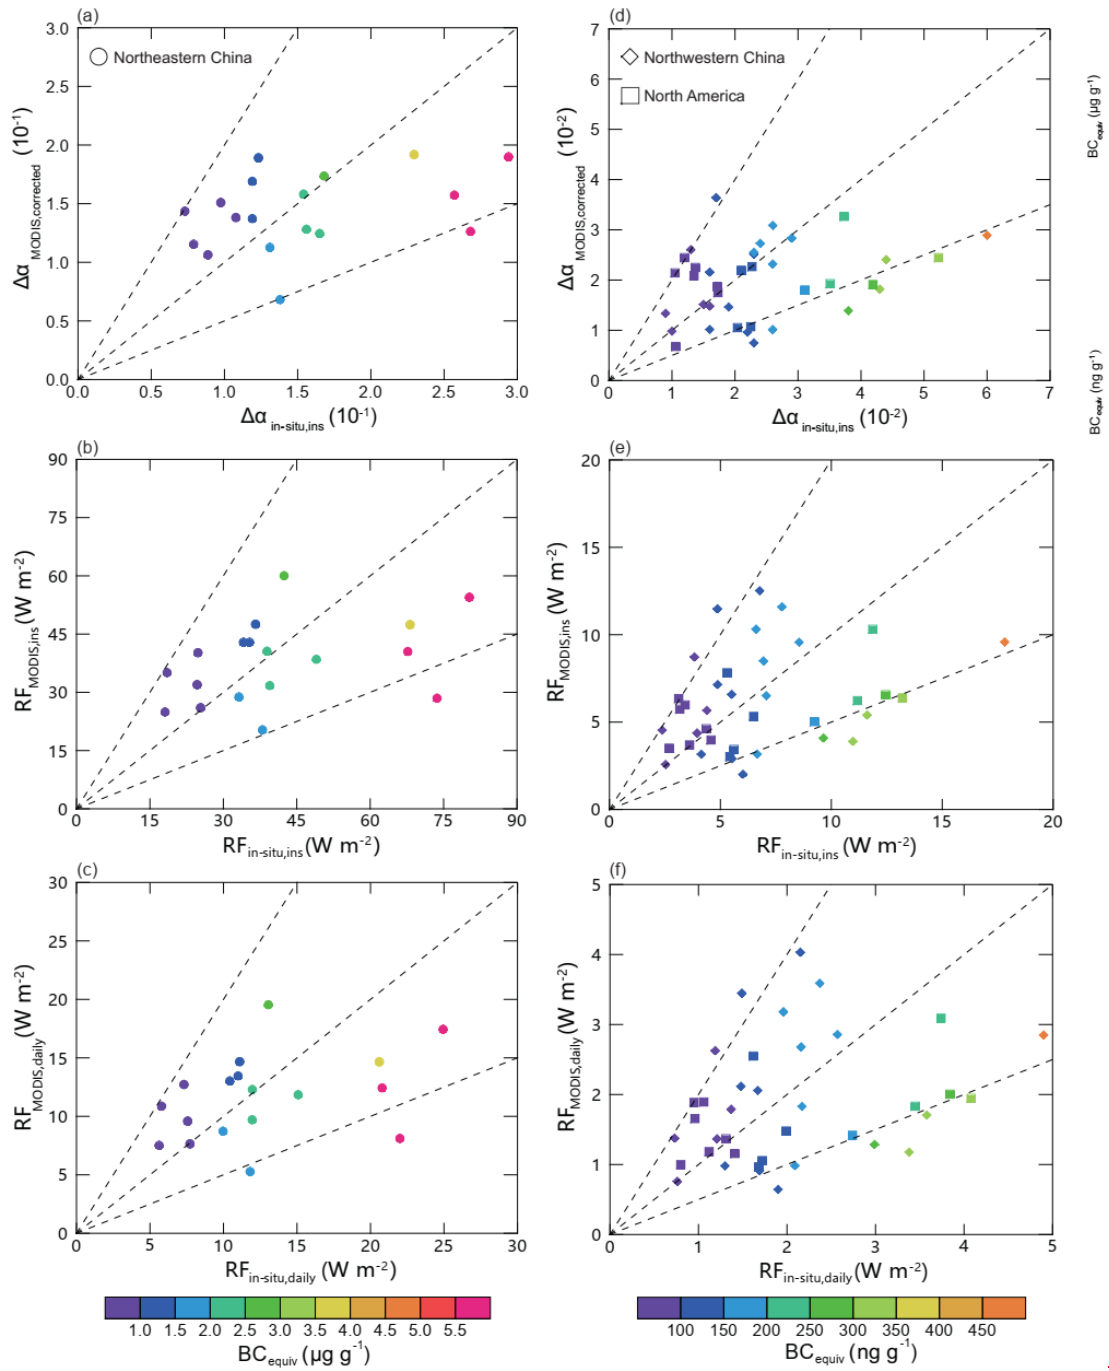 (a)
3.0
2.5
2.0
1.5
1.0
0.5
0.0
Δα MODIS,corrected (10⁻¹)
Northeastern China
0.0 0.5 1.0 1.5 2.0 2.5 3.0
Δα in-situ,ins (10⁻¹)
(d)
7
6
5
4
3
2
1
0
Δα MODIS,corrected (10⁻²)
Northwestern China
North America
0 1 2 3 4 5 6 7
Δα in-situ,ins (10⁻²)
BC equiv (μg g⁻¹)
BC equiv (ng g⁻¹)
(b)
90
75
60
45
30
15
0
RF MODIS,ins (W m⁻²)
0 15 30 45 60 75 90
RF in-situ,ins (W m⁻²)
(e)
20
15
10
5
0
RF MODIS,ins (W m⁻²)
0 5 10 15 20
RF in-situ,ins (W m⁻²)
(c)
30
25
20
15
10
5
0
RF MODIS,daily (W m⁻²)
5 10 15 20 25 30
RF in-situ,daily (W m⁻²)
(f)
5
4
3
2
1
0
RF MODIS,daily (W m⁻²)
1 2 3 4 5
RF in-situ,daily (W m⁻²)
1.0 1.5 2.0 2.5 3.0 4.0 4.5 5.0 5.5
BC equiv (μg g⁻¹)
100 150 200 250 300 350 400 450
BC equiv (ng g⁻¹)